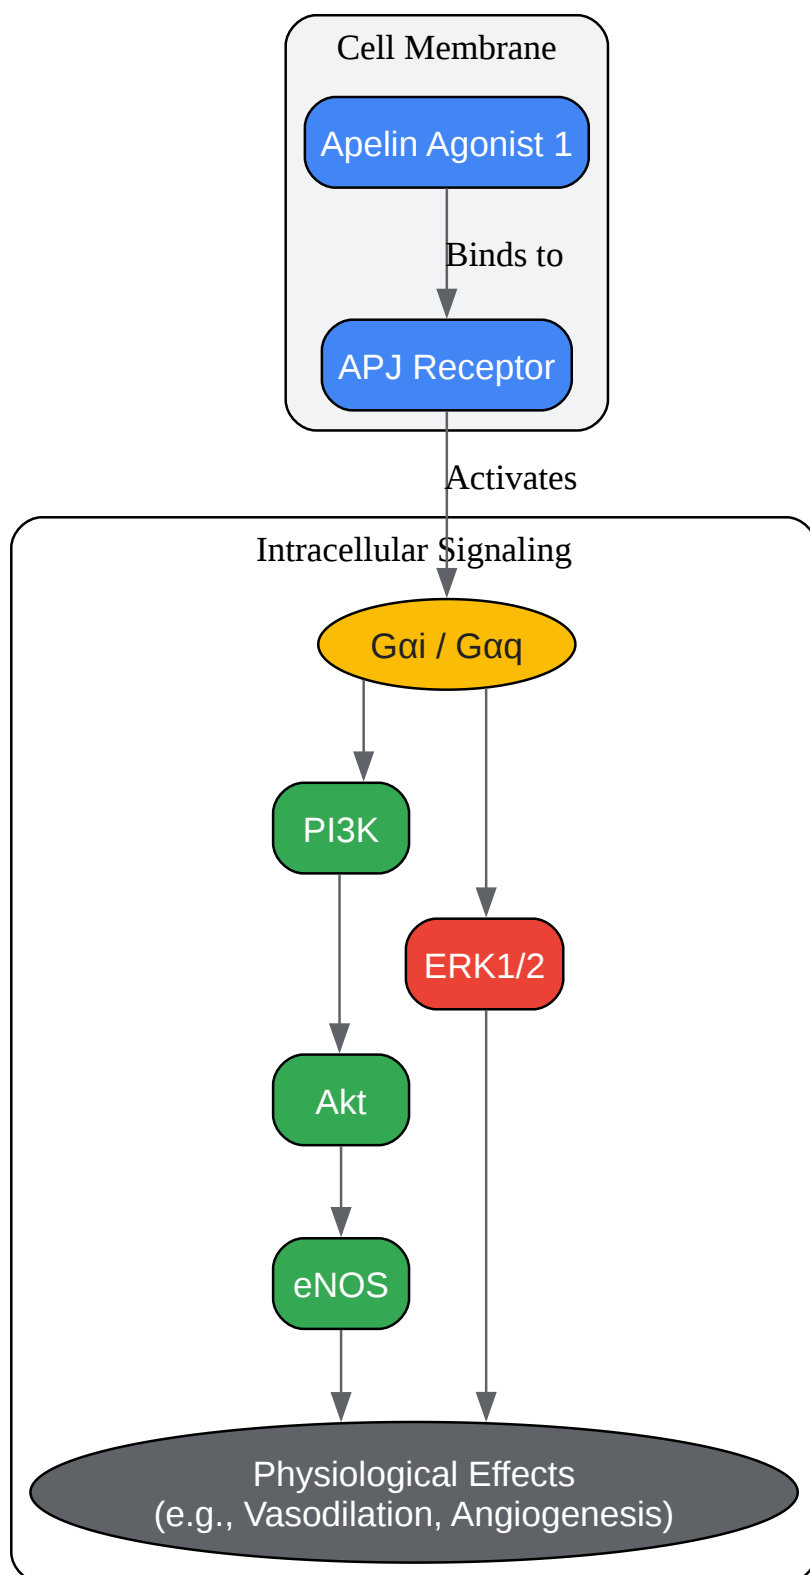 Cell Membrane
Apelin Agonist 1
Binds to
APJ Receptor
Activates
Intracellular Signaling
Gαi / Gαq
PI3K
ERK1/2
Akt
eNOS
Physiological Effects
(e.g., Vasodilation, Angiogenesis)